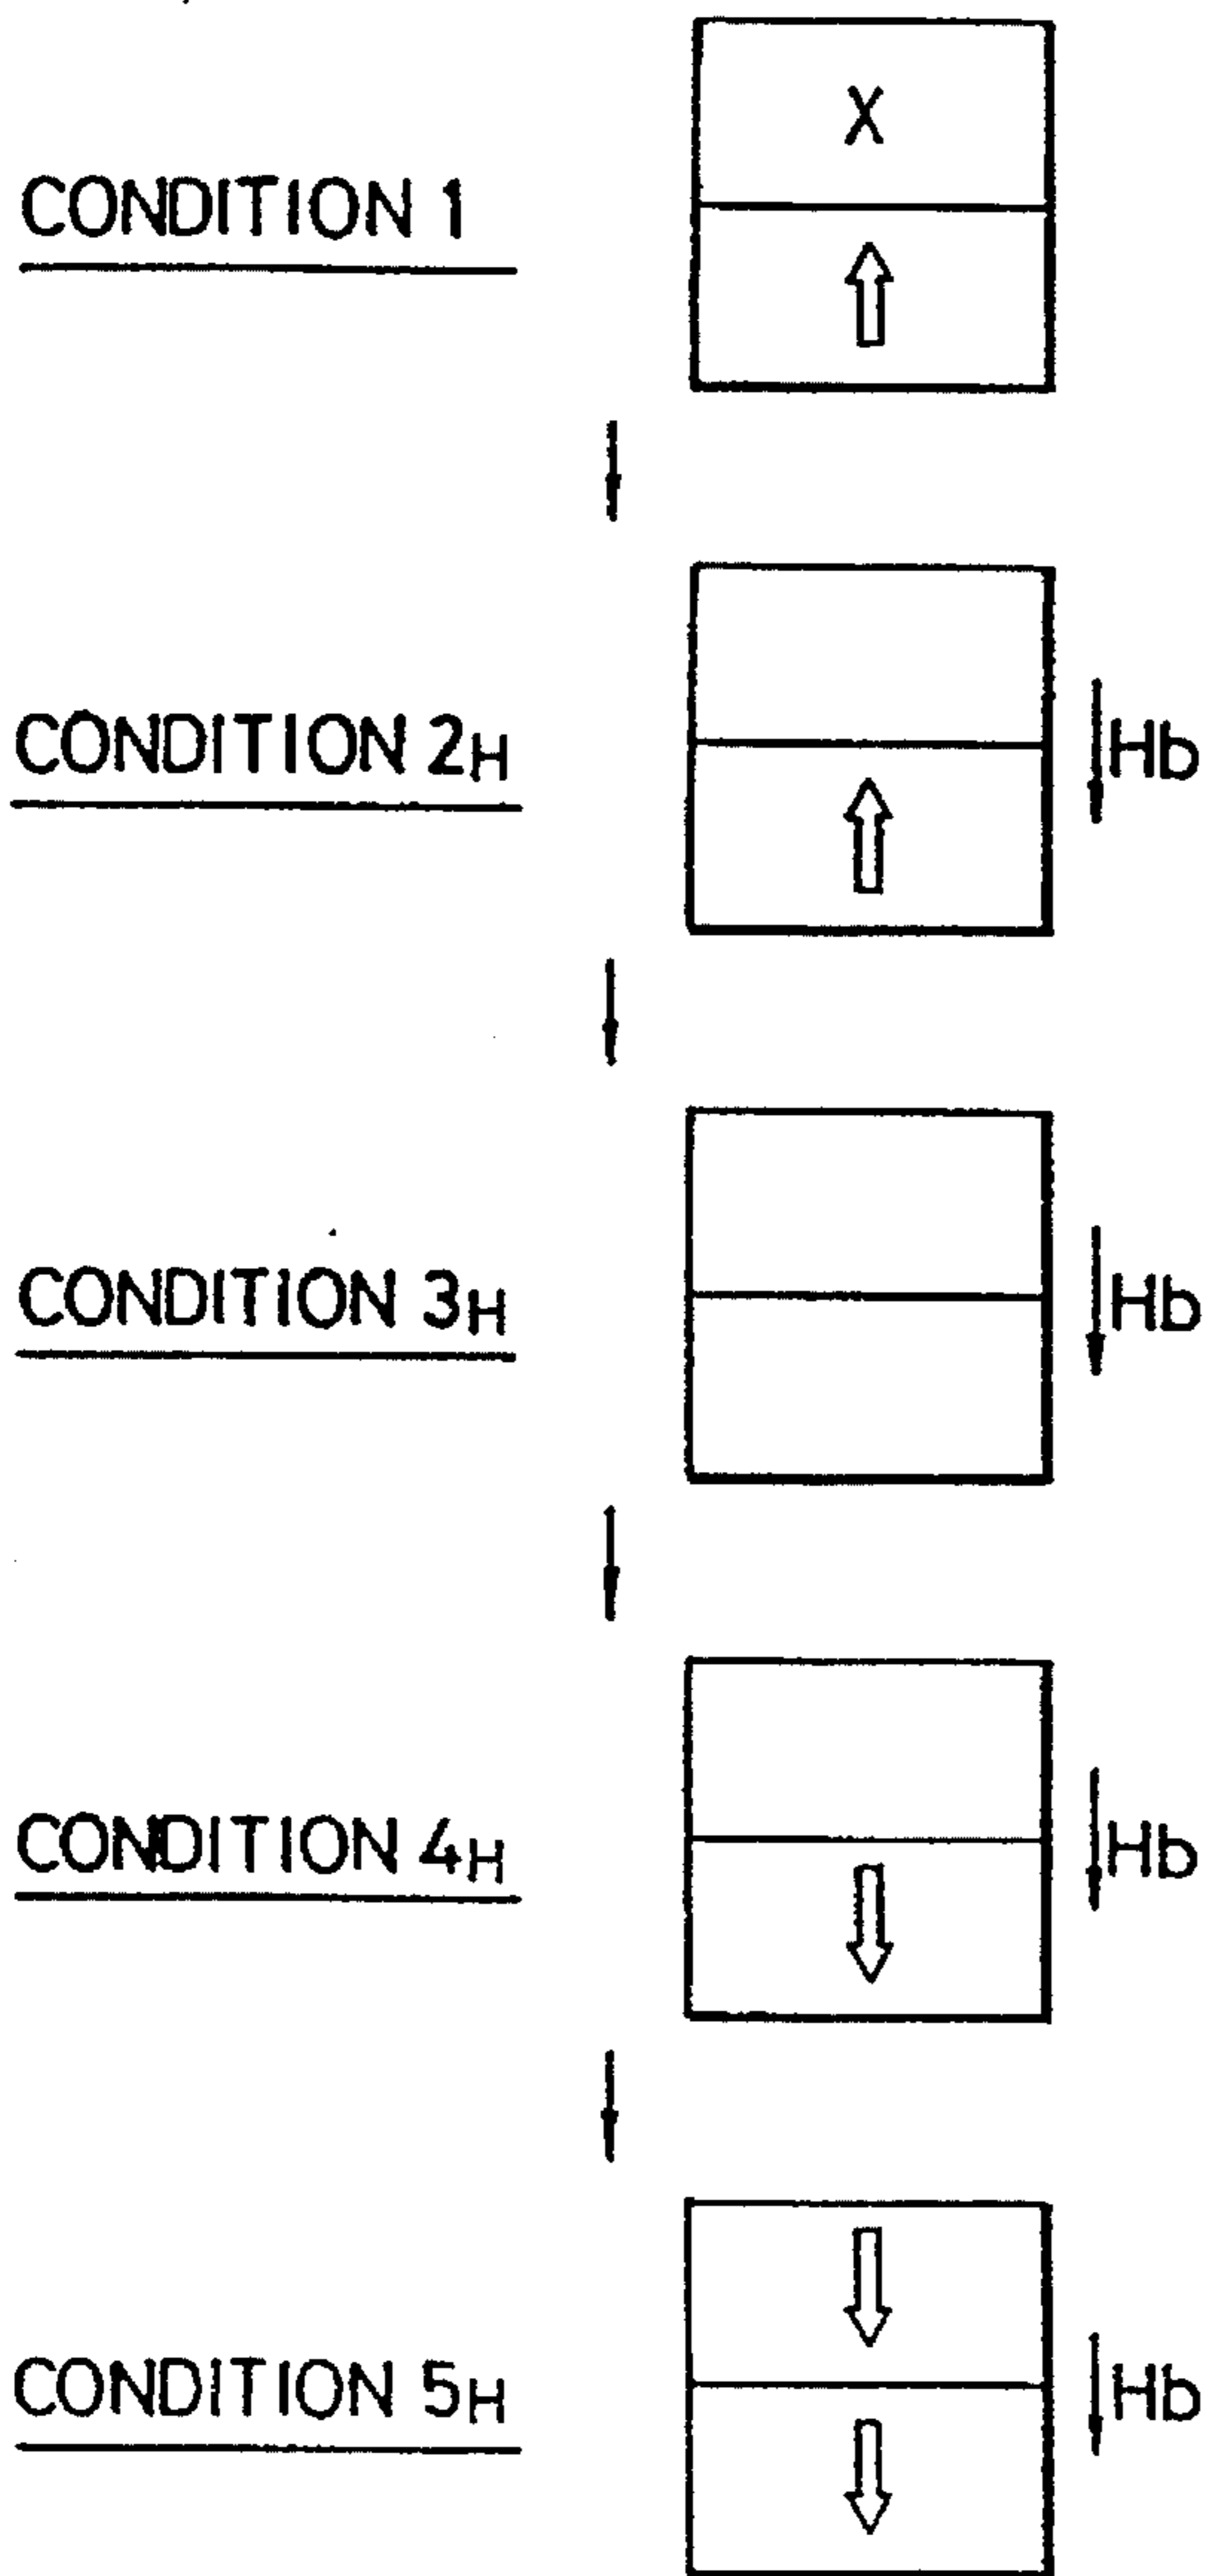 X
CONDITION 1
CONDITION 2H
Hb
CONDITION 3H
Hb
CONDITION 4H
Hb
CONDITION 5H
Hb